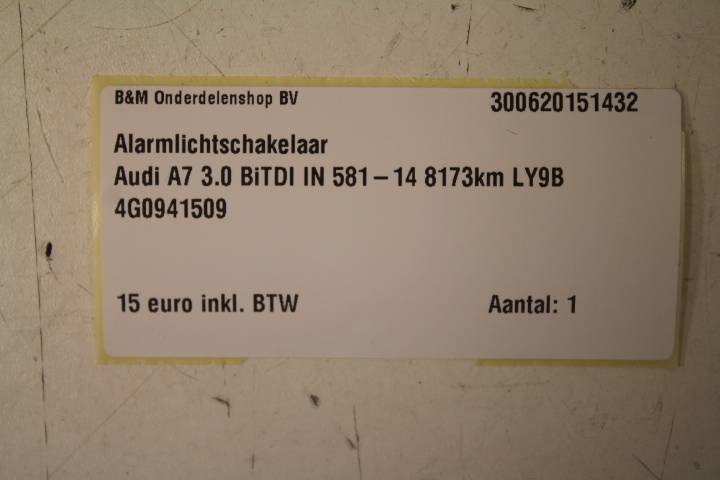 B&M Onderdelenshop BV 300620151432
Alarmlichtschakelaar
Audi A7 3.0 BiTDI IN 581-14 8173km LY9B
4G0941509
15 euro inkl. BTW Aantal: 1